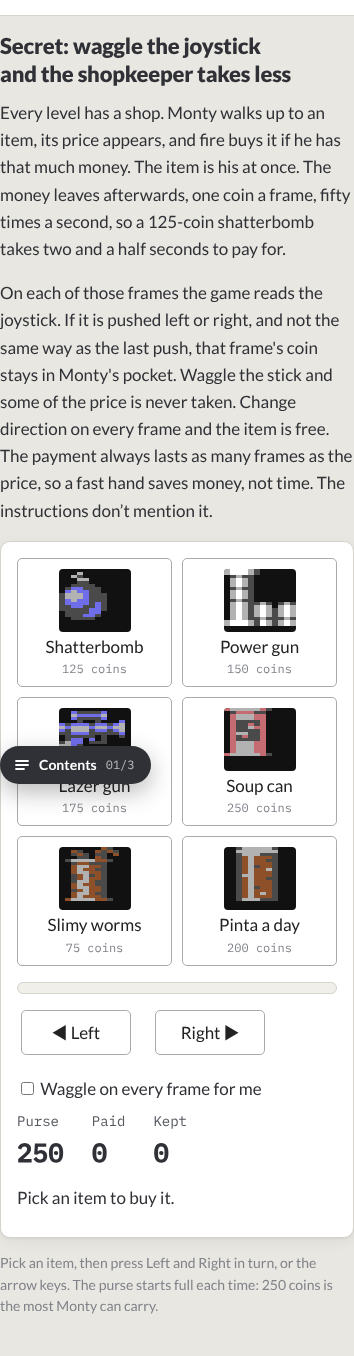 Secret: waggle the joystick
and the shopkeeper takes less
Every level has a shop. Monty walks up to an
item, its price appears, and fire buys it if he has
that much money. The item is his at once. The
money leaves afterwards, one coin a frame, fifty
times a second, so a 125-coin shatterbomb
takes two and a half seconds to pay for.
On each of those frames the game reads the
joystick. If it is pushed left or right, and not the
same way as the last push, that frame's coin
stays in Monty's pocket. Waggle the stick and
some of the price is never taken. Change
direction on every frame and the item is free.
The payment always lasts as many frames as the
price, so a fast hand saves money, not time. The
instructions don’t mention it.
Shatterbomb
125 coins
Power gun
150 coins
Contents 01/3
Lazer gun
175 coins
Soup can
250 coins
Slimy worms
75 coins
Pinta a day
200 coins
◀ Left
Right ▶
Waggle on every frame for me
Purse Paid Kept
250 0 0
Pick an item to buy it.
Pick an item, then press Left and Right in turn, or the
arrow keys. The purse starts full each time: 250 coins is
the most Monty can carry.